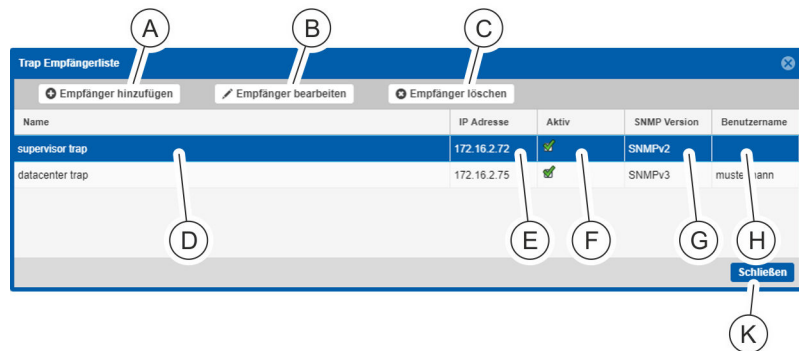 A B C
Trap Empfängerliste
Empfänger hinzufügen Empfänger bearbeiten Empfänger löschen
Name IP Adresse Aktiv SNMP Version Benutzername
supervisor trap 172.16.2.72 SNMPv2
datacenter trap 172.16.2.75 SNMPv3
D E F G H
Schließen
K